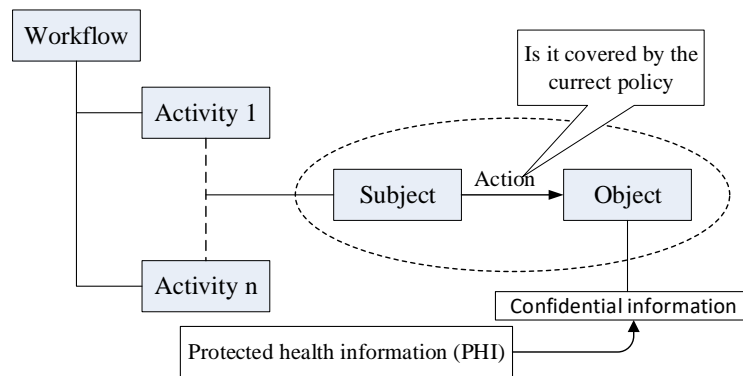 Workflow
Is it covered by the
currect policy
Activity 1
Action
Subject
Object
Activity n
Confidential information
Protected health information (PHI)